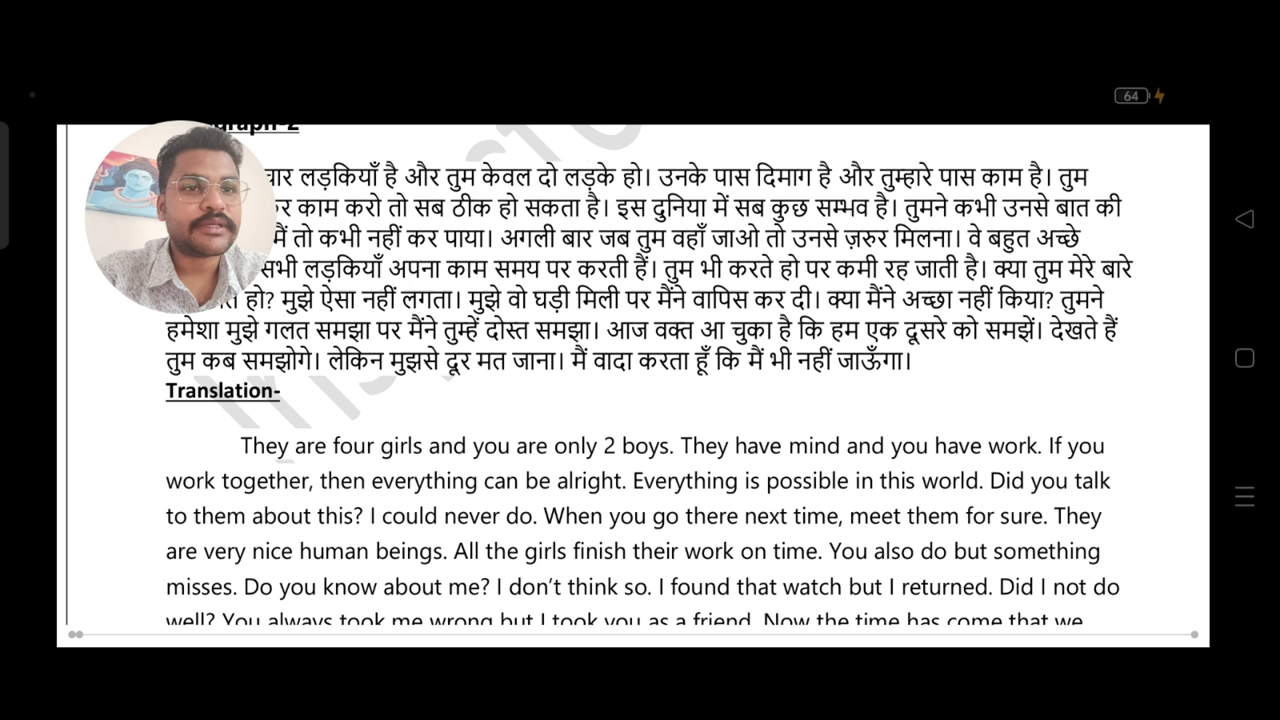 64
graph-2
चार लड़कियाँ है और तुम केवल दो लड़के हो। उनके पास दिमाग है और तुम्हारे पास काम है। तुम
काम करो तो सब ठीक हो सकता है। इस दुनिया में सब कुछ सम्भव है। तुमने कभी उनसे बात की
मैं तो कभी नहीं कर पाया। अगली बार जब तुम वहाँ जाओ तो उनसे ज़रुर मिलना। वे बहुत अच्छे
सभी लड़कियाँ अपना काम समय पर करती हैं। तुम भी करते हो पर कमी रह जाती है। क्या तुम मेरे बारे
हो? मुझे ऐसा नहीं लगता। मुझे वो घड़ी मिली पर मैंने वापिस कर दी। क्या मैंने अच्छा नहीं किया? तुमने
हमेशा मुझे गलत समझा पर मैंने तुम्हें दोस्त समझा। आज वक्त आ चुका है कि हम एक दूसरे को समझें। देखते हैं
तुम कब समझोगे। लेकिन मुझसे दूर मत जाना। मैं वादा करता हूँ कि मैं भी नहीं जाऊँगा।
Translation-
They are four girls and you are only 2 boys. They have mind and you have work. If you
work together, then everything can be alright. Everything is possible in this world. Did you talk
to them about this? I could never do. When you go there next time, meet them for sure. They
are very nice human beings. All the girls finish their work on time. You also do but something
misses. Do you know about me? I don’t think so. I found that watch but I returned. Did I not do
well? You always took me wrong but I took you as a friend. Now the time has come that we